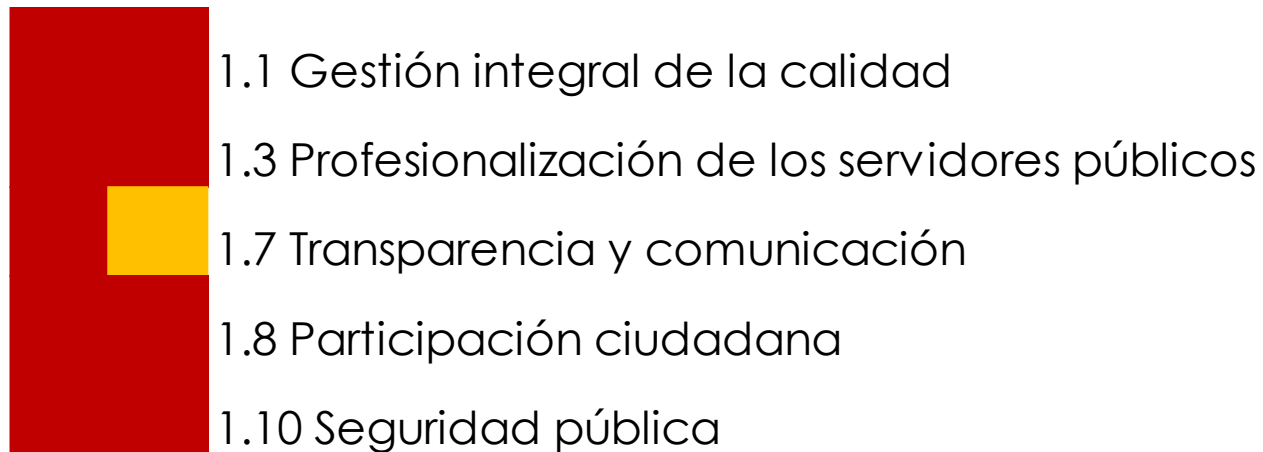 1.1 Gestión integral de la calidad
1.3 Profesionalización de los servidores públicos
1.7 Transparencia y comunicación
1.8 Participación ciudadana
1.10 Seguridad pública